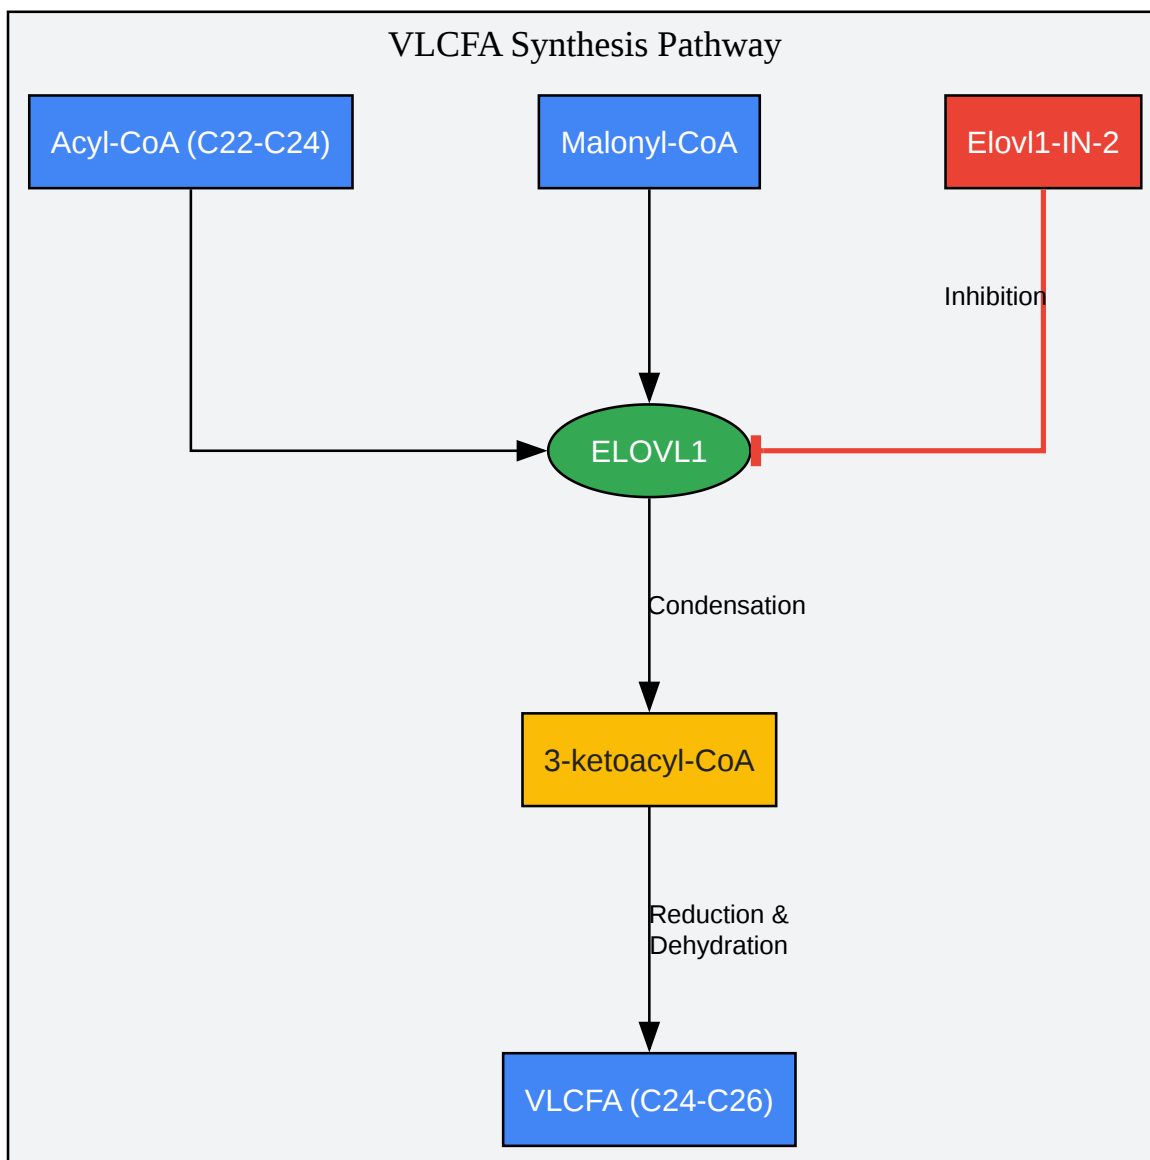 VLCFA Synthesis Pathway
Acyl-CoA (C22-C24)
Malonyl-CoA
Elovl1-IN-2
Inhibition
ELOVL1
Condensation
3-ketoacyl-CoA
Reduction &
Dehydration
VLCFA (C24-C26)